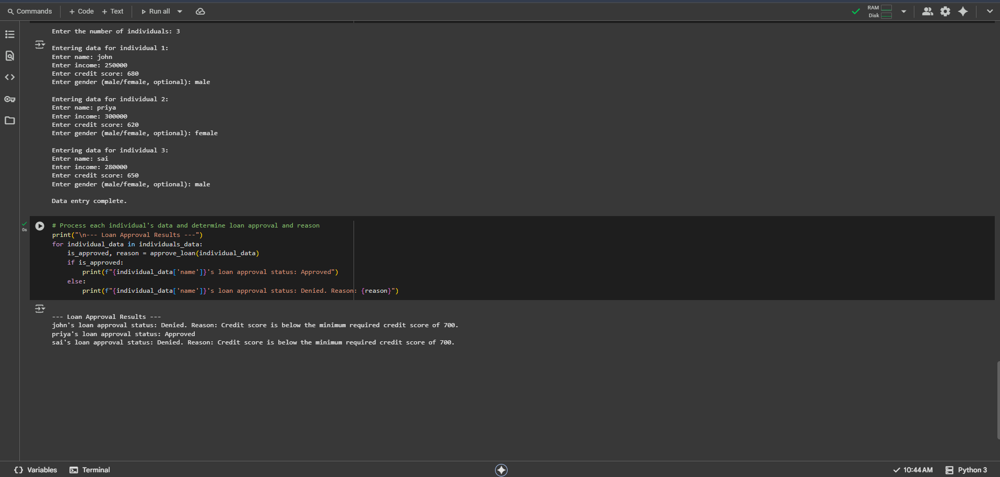 Commands + Code + Text Run all
RAM
Disk
Enter the number of individuals: 3
Entering data for individual 1:
Enter name: john
Enter income: 250000
Enter credit score: 680
Enter gender (male/female, optional): male
Entering data for individual 2:
Enter name: priya
Enter income: 300000
Enter credit score: 620
Enter gender (male/female, optional): female
Entering data for individual 3:
Enter name: sai
Enter income: 280000
Enter credit score: 650
Enter gender (male/female, optional): male
Data entry complete.
0s
# Process each individual's data and determine loan approval and reason
print("\n--- Loan Approval Results ---")
for individual_data in individuals_data:
    is_approved, reason = approve_loan(individual_data)
    if is_approved:
        print(f"{individual_data['name']}'s loan approval status: Approved")
    else:
        print(f"{individual_data['name']}'s loan approval status: Denied. Reason: {reason}")
--- Loan Approval Results ---
john's loan approval status: Denied. Reason: Credit score is below the minimum required credit score of 700.
priya's loan approval status: Approved
sai's loan approval status: Denied. Reason: Credit score is below the minimum required credit score of 700.
{} Variables Terminal 10:44 AM Python 3